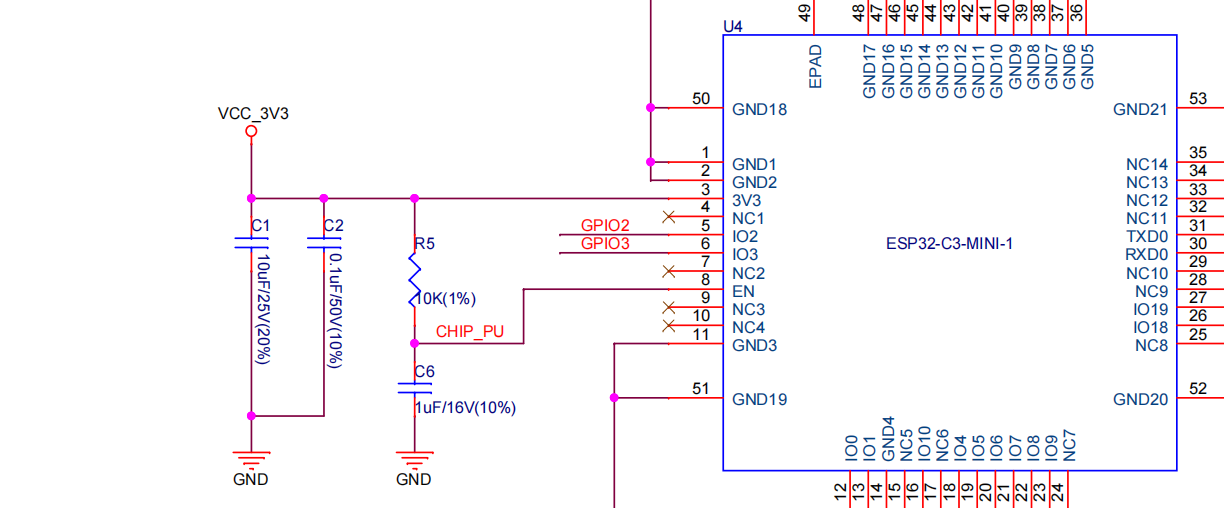 49
48
47
46
45
44
43
42
41
40
39
38
37
36
U4
EPAD
GND17
GND16
GND15
GND14
GND13
GND12
GND11
GND10
GND9
GND8
GND7
GND6
GND5
VCC_3V3
50 GND18
GND21 53
1 GND1
2 GND2
3 3V3
4 NC1
GPIO2 5 IO2
GPIO3 6 IO3
7 NC2
8 EN
9 NC3
10 NC4
11 GND3
51 GND19
NC14 35
NC13 34
NC12 33
NC11 32
TXD0 31
RXD0 30
NC10 29
NC9 28
IO19 27
IO18 26
NC8 25
GND20 52
ESP32-C3-MINI-1
C1
10uF/25V(20%)
C2
0.1uF/50V(10%)
R5
10K(1%)
CHIP_PU
C6
1uF/16V(10%)
GND
GND
IO0
IO1
GND4
NC5
IO10
NC6
IO4
IO5
IO6
IO7
IO8
IO9
NC7
12
13
14
15
16
17
18
19
20
21
22
23
24